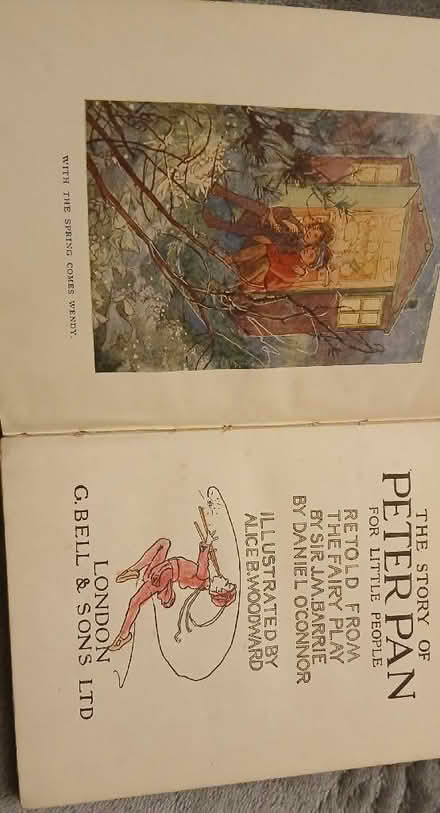 WITH THE SPRING COMES WENDY.
THE STORY OF
PETER PAN
FOR LITTLE PEOPLE
RETOLD FROM
THE FAIRY PLAY
BY SIR J.M.BARRIE
BY DANIEL O'CONNOR
ILLUSTRATED BY
ALICE B.WOODWARD
LONDON
G. BELL & SONS LTD